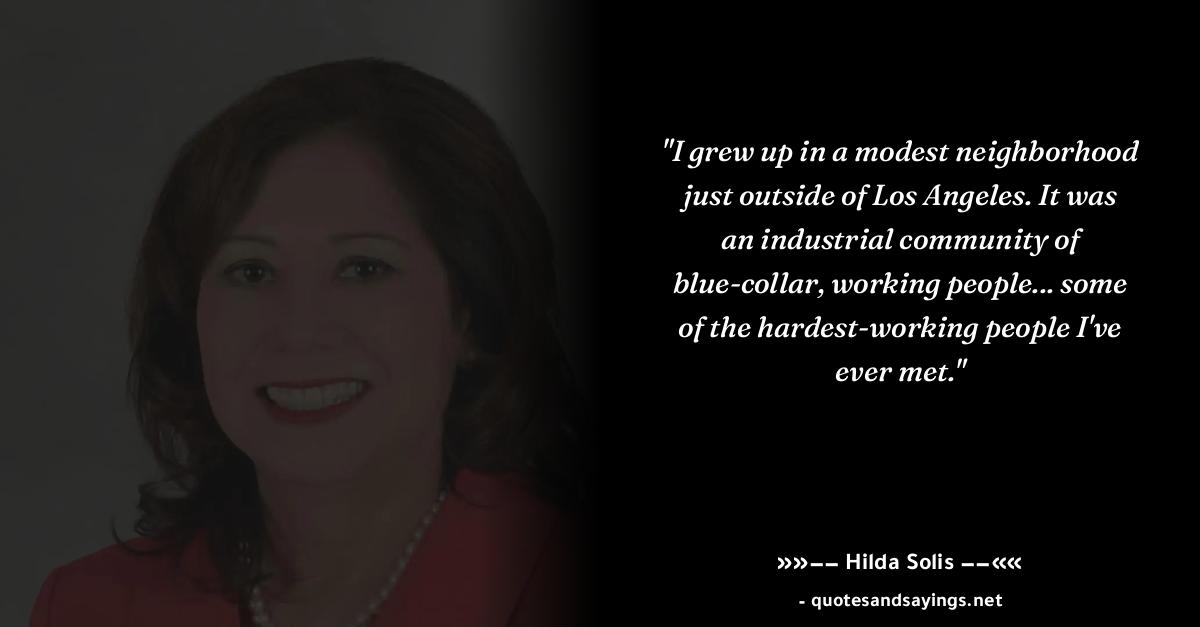 "I grew up in a modest neighborhood
just outside of Los Angeles. It was
an industrial community of
blue-collar, working people... some
of the hardest-working people I've
ever met."
»»–– Hilda Solis ––««
- quotesandsayings.net